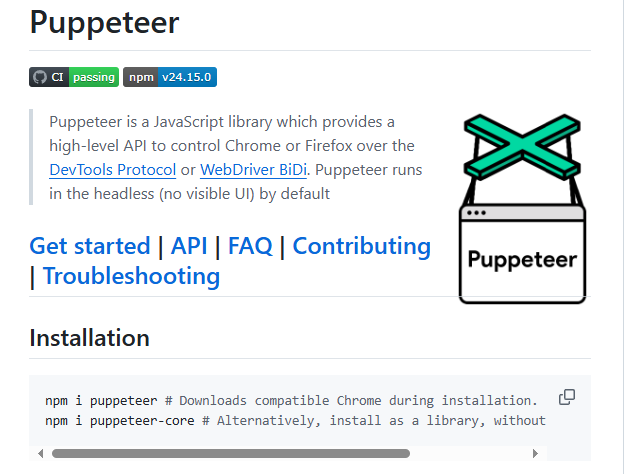 Puppeteer
CI passing npm v24.15.0
Puppeteer is a JavaScript library which provides a
high-level API to control Chrome or Firefox over the
DevTools Protocol or WebDriver BiDi. Puppeteer runs
in the headless (no visible UI) by default
Puppeteer
Get started | API | FAQ | Contributing
| Troubleshooting
Installation
npm i puppeteer # Downloads compatible Chrome during installation.
npm i puppeteer-core # Alternatively, install as a library, without